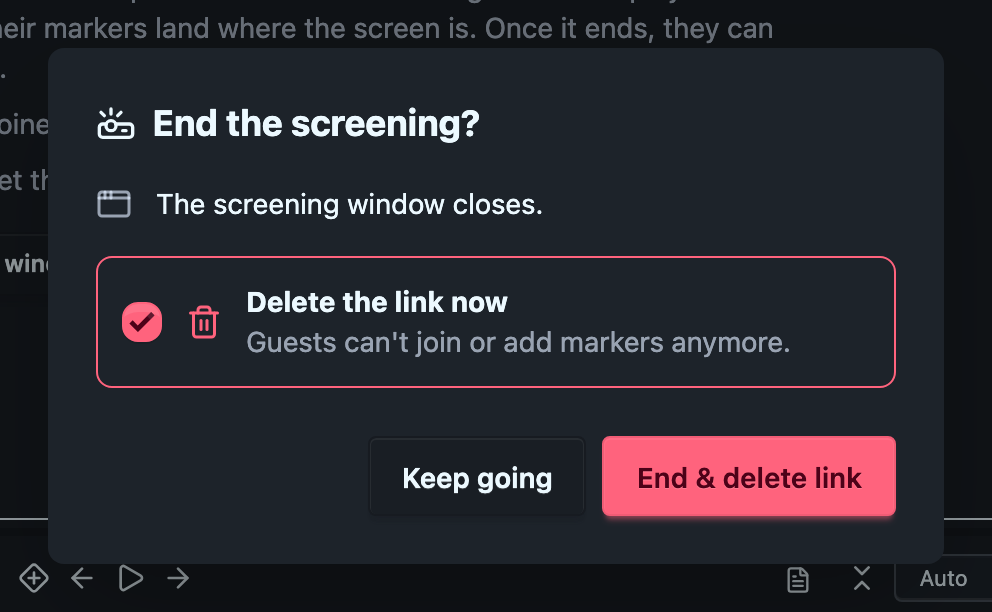 heir markers land where the screen is. Once it ends, they can
.
End the screening?
The screening window closes.
Delete the link now
Guests can't join or add markers anymore.
Keep going
End & delete link
Auto